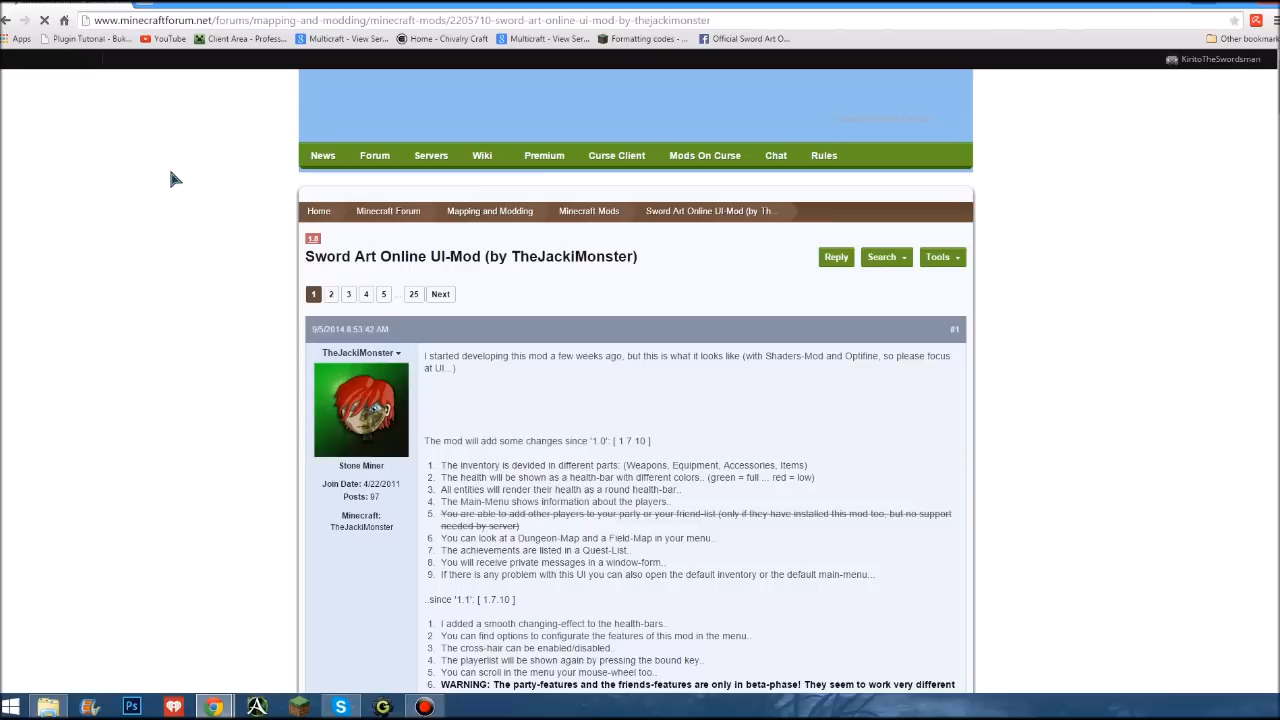 www.minecraftforum.net/forums/mapping-and-modding/minecraft-mods/2205710-sword-art-online-ui-mod-by-thejackimonster
Apps Plugin Tutorial - Buk... YouTube Client Area - Profess... Multicraft - View Ser... Home - Chivalry Craft Multicraft - View Ser... Formatting codes - ... Official Sword Art O... Other bookmark
KiritoTheSwordsman
News Forum Servers Wiki Premium Curse Client Mods On Curse Chat Rules
Home Minecraft Forum Mapping and Modding Minecraft Mods Sword Art Online UI-Mod (by Th...
1.8
Sword Art Online UI-Mod (by TheJackiMonster)
Reply Search Tools
1 2 3 4 5 ... 25 Next
9/5/2014 8:53:42 AM #1
TheJackiMonster
Stone Miner
Join Date: 4/22/2011
Posts: 97
Minecraft:
TheJackiMonster
I started developing this mod a few weeks ago, but this is what it looks like (with Shaders-Mod and Optifine, so please focus
at UI...)
The mod will add some changes since '1.0': [ 1.7.10 ]
1. The inventory is devided in different parts: (Weapons, Equipment, Accessories, Items)
2. The health will be shown as a health-bar with different colors.. (green = full ... red = low)
3. All entities will render their health as a round health-bar..
4. The Main-Menu shows information about the players..
5. You are able to add other players to your party or your friend-list (only if they have installed this mod too, but no support
needed by server)
6. You can look at a Dungeon-Map and a Field-Map in your menu..
7. The achievements are listed in a Quest-List..
8. You will receive private messages in a window-form..
9. If there is any problem with this UI you can also open the default inventory or the default main-menu...
..since '1.1': [ 1.7.10 ]
1. I added a smooth changing-effect to the health-bars..
2. You can find options to configurate the features of this mod in the menu..
3. The cross-hair can be enabled/disabled..
4. The playerlist will be shown again by pressing the bound key..
5. You can scroll in the menu your mouse-wheel too..
6. WARNING: The party-features and the friends-features are only in beta-phase! They seem to work very different
Ps